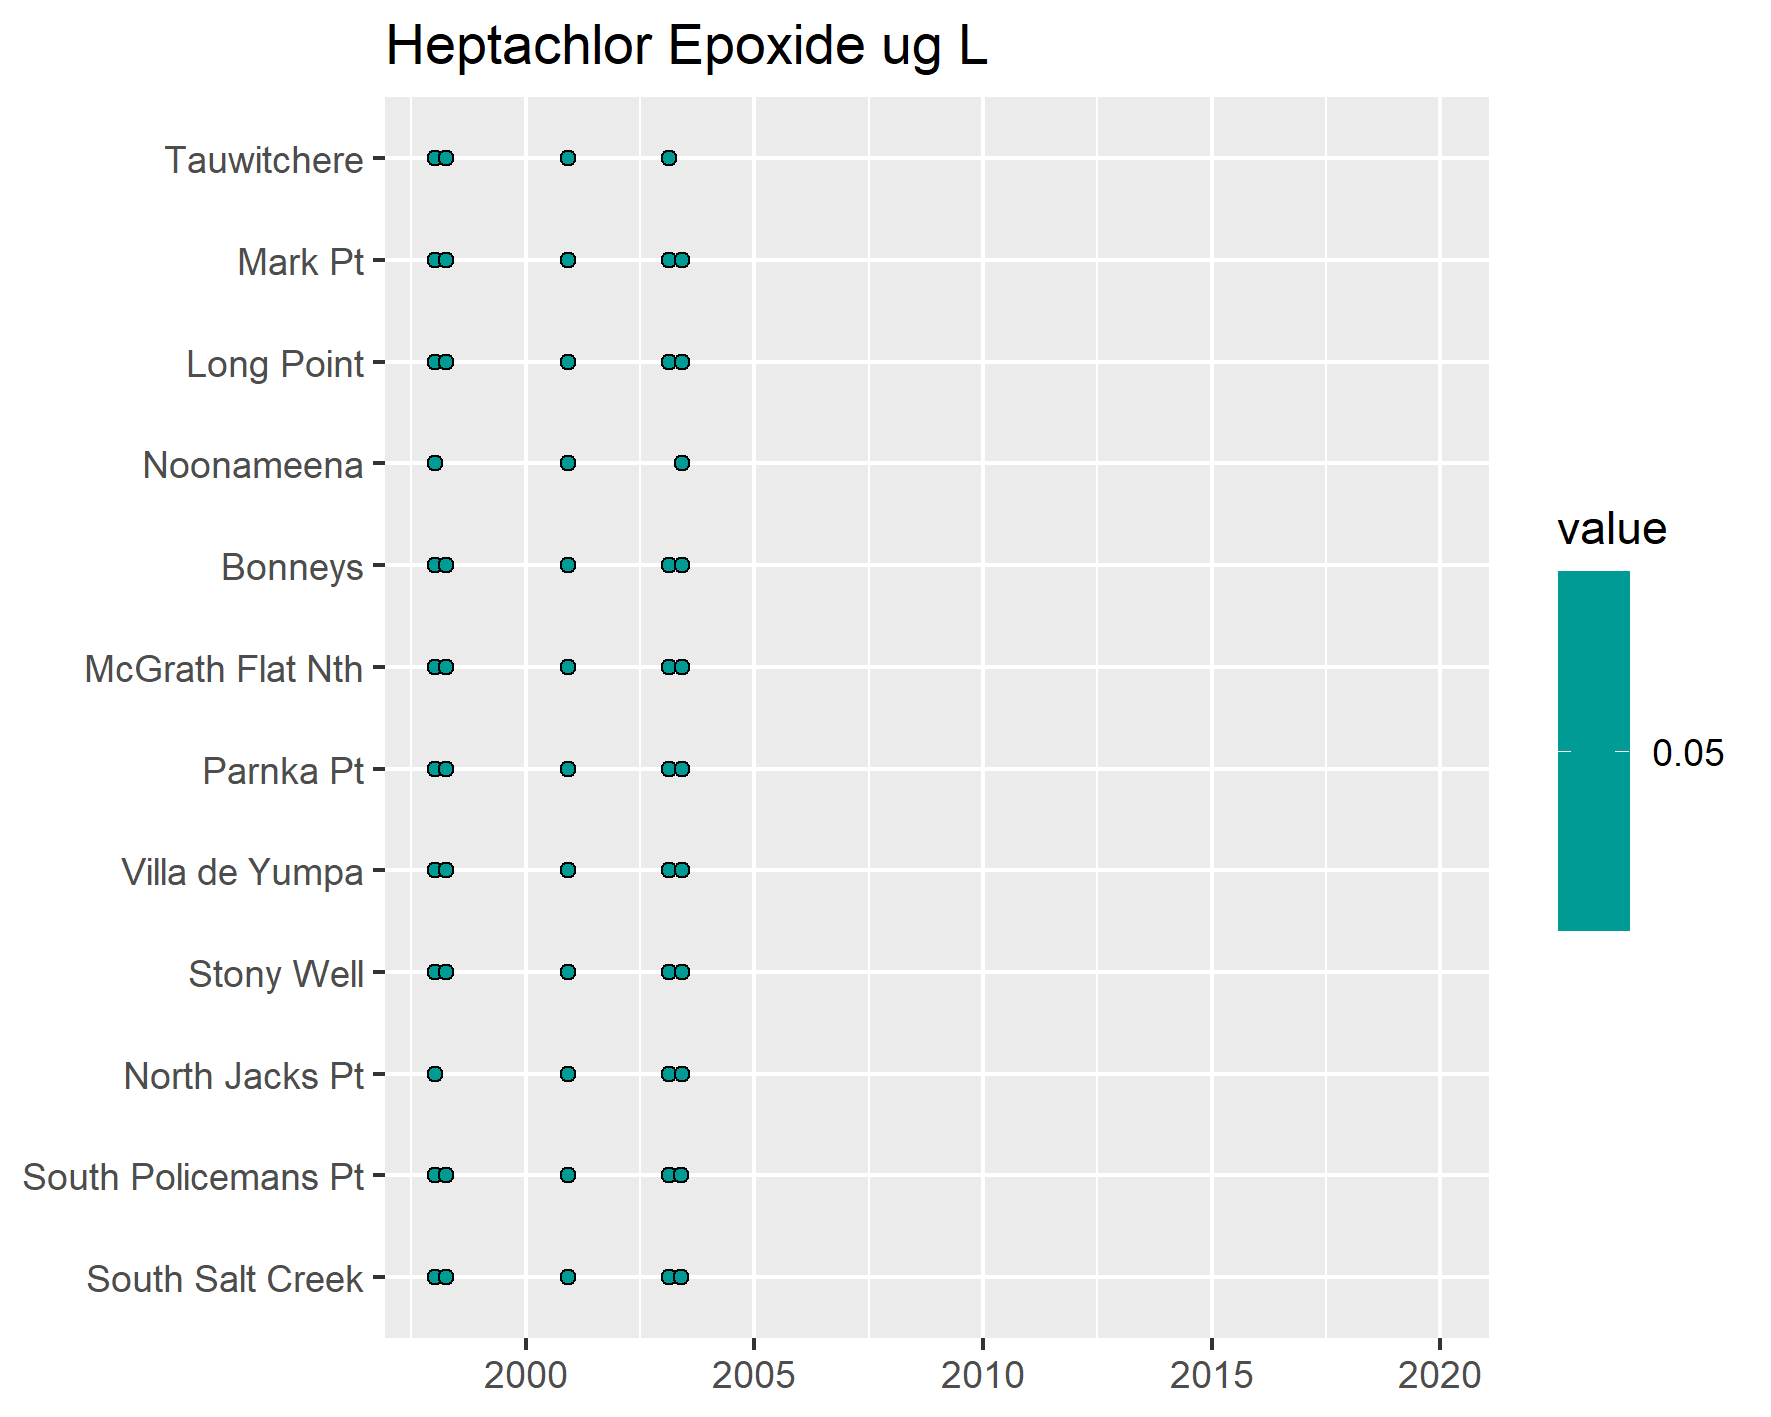 Heptachlor Epoxide ug L
Tauwitchere
Mark Pt
Long Point
Noonameena
Bonneys
McGrath Flat Nth
Parnka Pt
Villa de Yumpa
Stony Well
North Jacks Pt
South Policemans Pt
South Salt Creek
2000 2005 2010 2015 2020
value
0.05